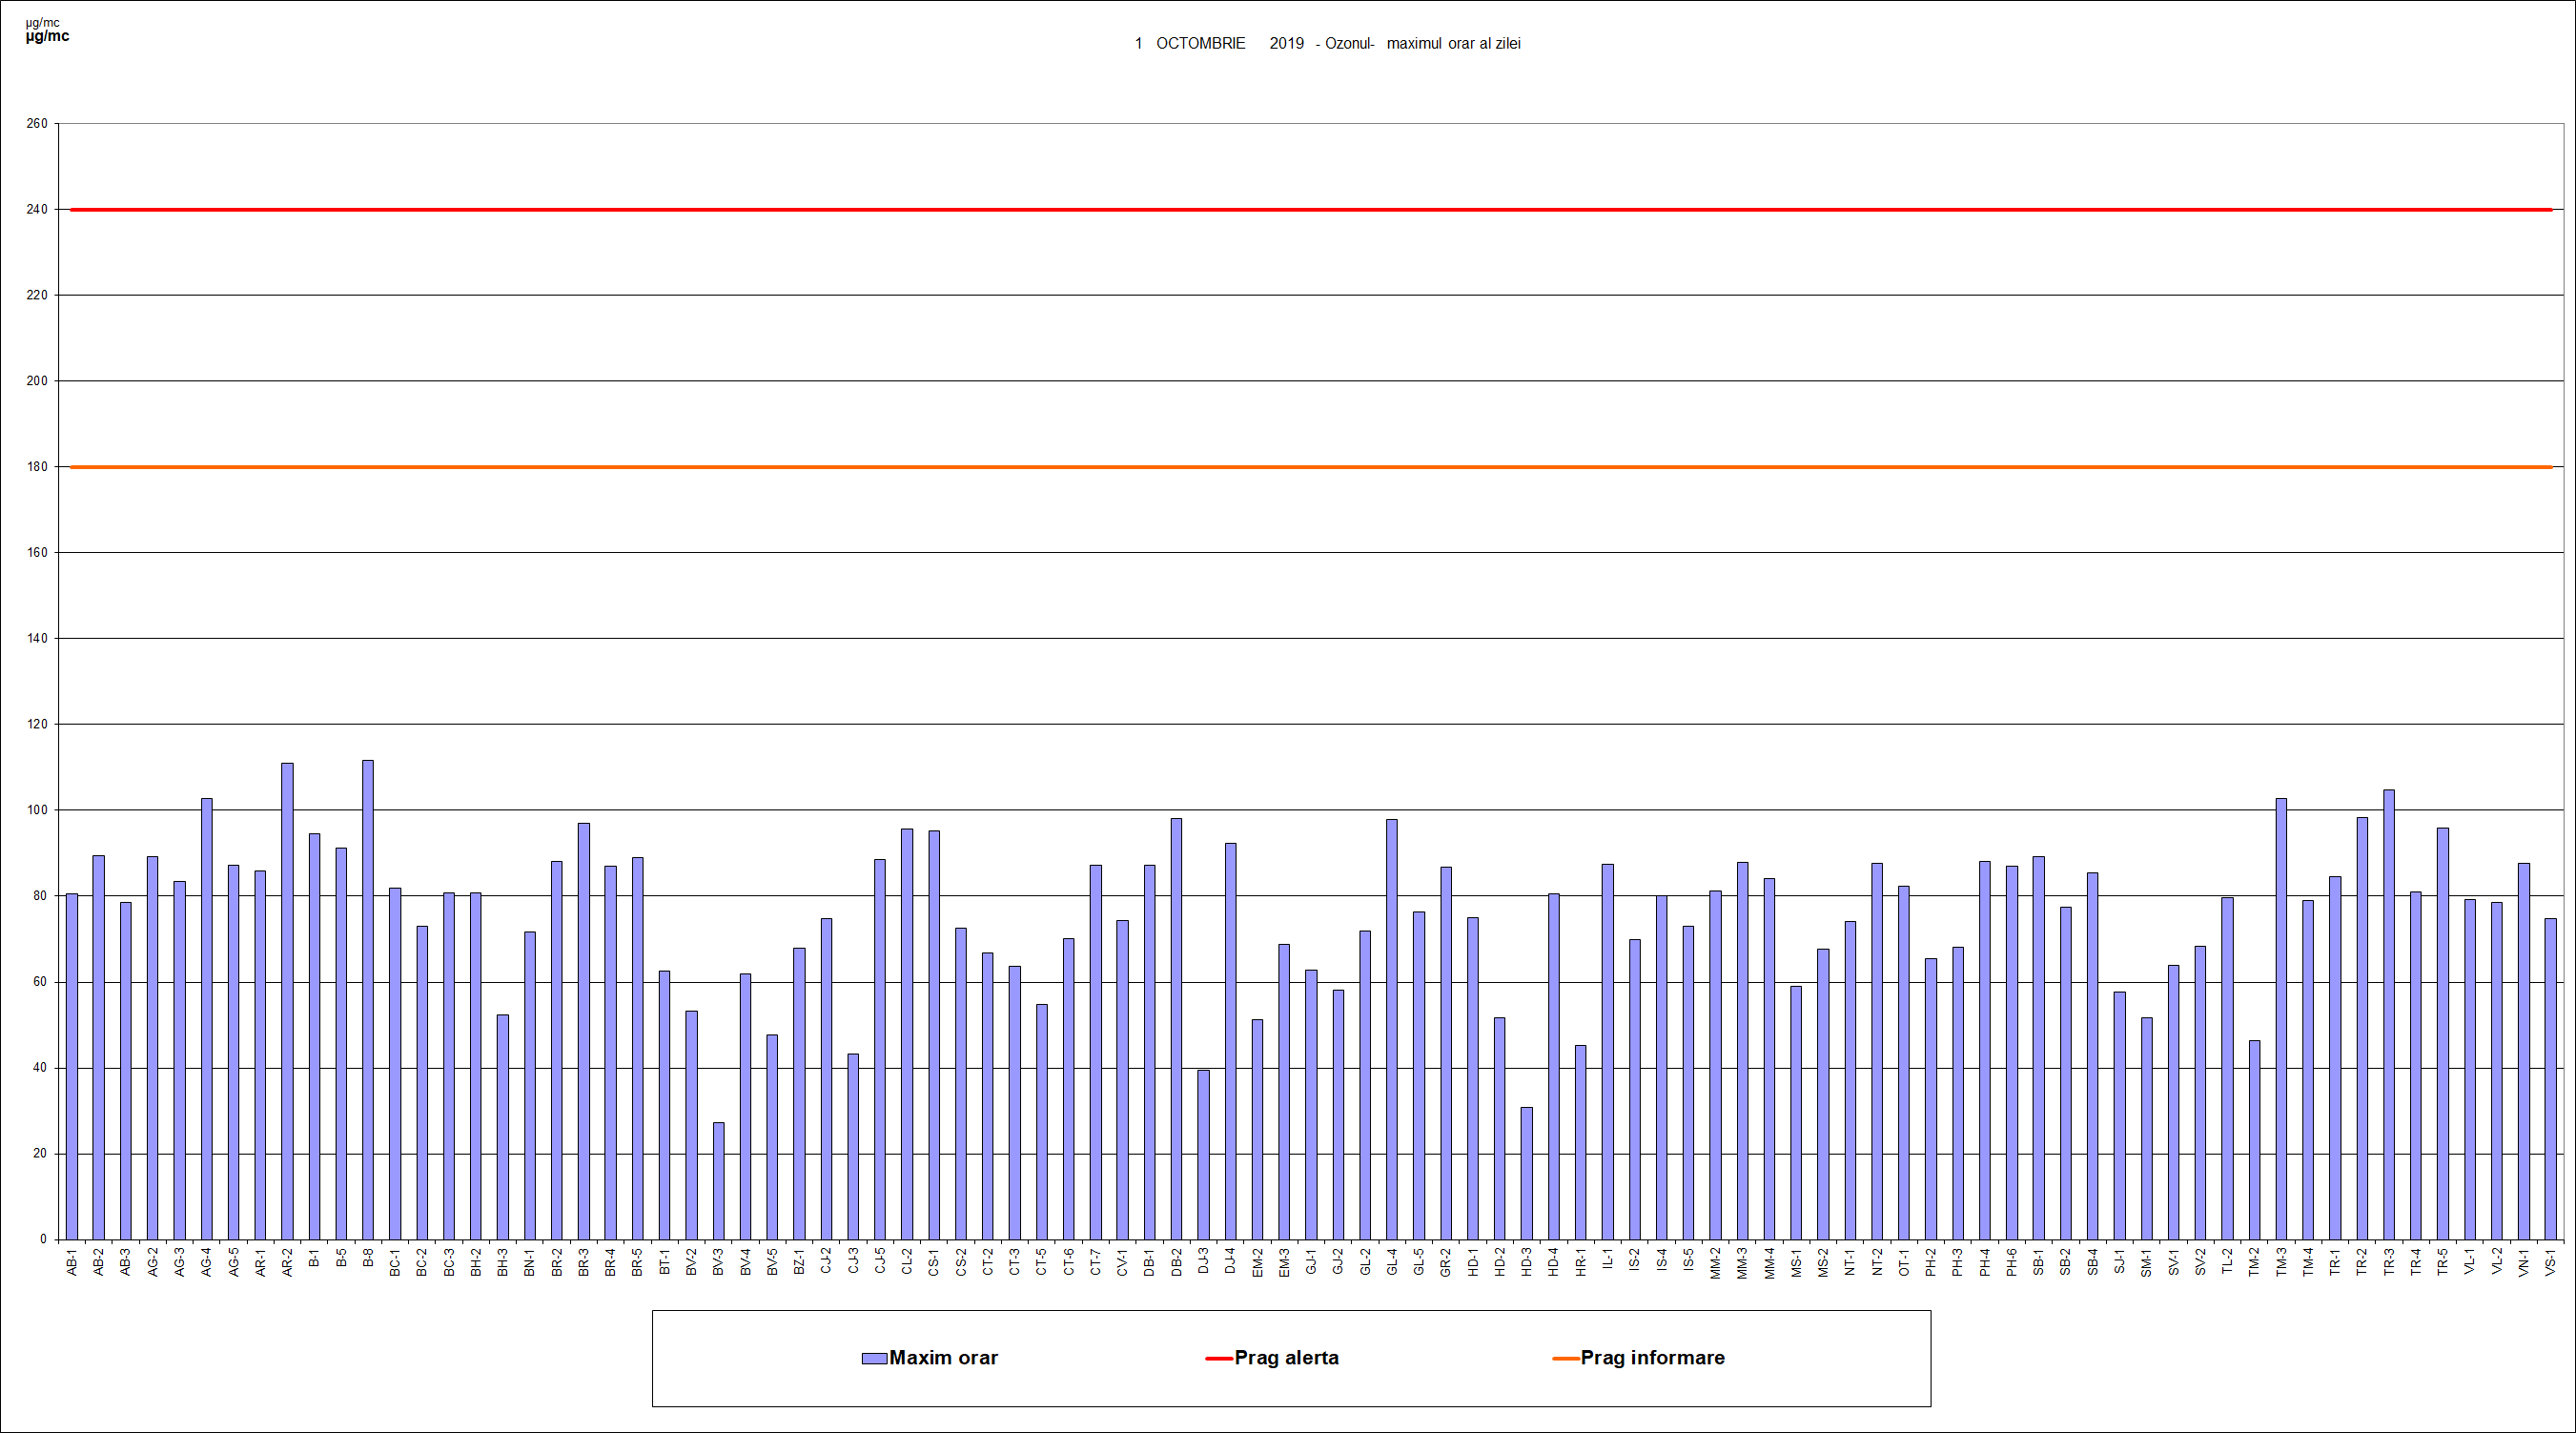 µg/mc
µg/mc
1 OCTOMBRIE 2019 - Ozonul- maximul orar al zilei
260
240
220
200
180
160
140
120
100
80
60
40
20
0
AB-1 AB-2 AB-3 AG-2 AG-3 AG-4 AG-5 AR-1 AR-2 B-1 B-5 B-8 BC-1 BC-2 BC-3 BH-2 BH-3 BN-1 BR-2 BR-3 BR-4 BR-5 BT-1 BV-2 BV-3 BV-4 BV-5 BZ-1 CJ-2 CJ-3 CJ-5 CL-2 CS-1 CS-2 CT-2 CT-3 CT-5 CT-6 CT-7 CV-1 DB-1 DB-2 DJ-3 DJ-4 EM-2 EM-3 GJ-1 GJ-2 GL-2 GL-4 GL-5 GR-2 HD-1 HD-2 HD-3 HD-4 HR-1 IL-1 IS-2 IS-4 IS-5 MM-2 MM-3 MM-4 MS-1 MS-2 NT-1 NT-2 OT-1 PH-2 PH-3 PH-4 PH-6 SB-1 SB-2 SB-4 SJ-1 SM-1 SV-1 SV-2 TL-2 TM-2 TM-3 TM-4 TR-1 TR-2 TR-3 TR-4 TR-5 VL-1 VL-2 VN-1 VS-1
Maxim orar Prag alerta Prag informare